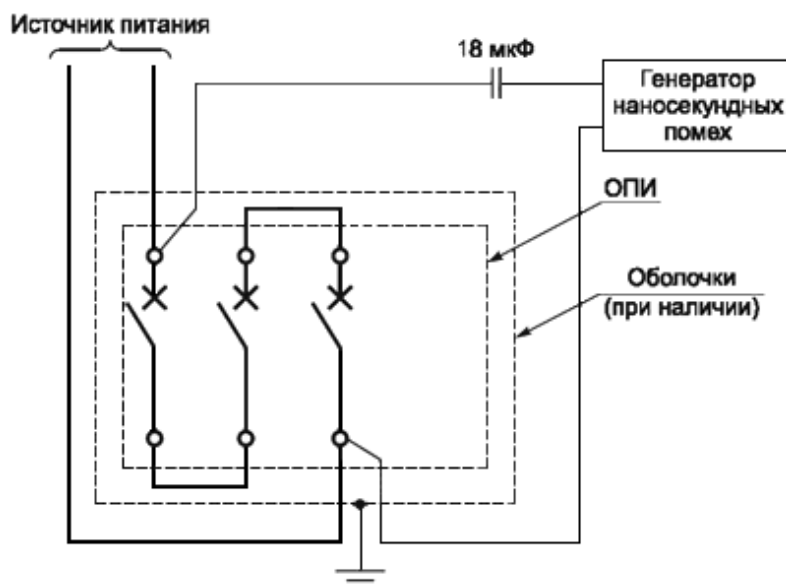 Источник питания
18 мкФ
Генератор
наносекундных
помех
ОПИ
Оболочки
(при наличии)